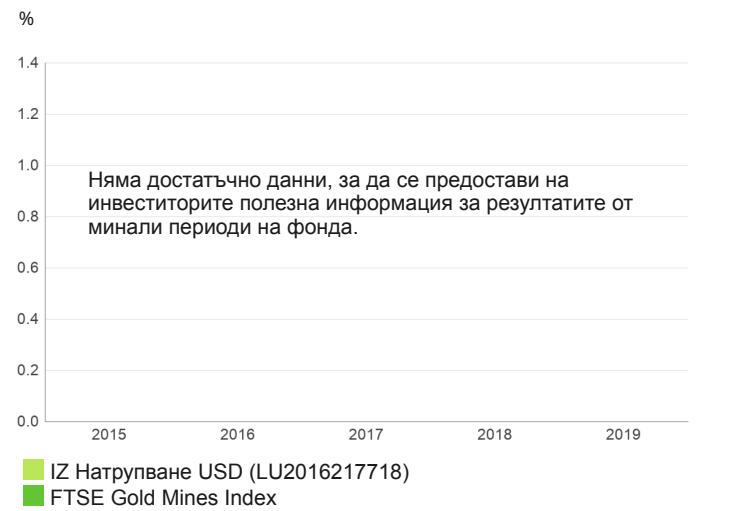 %
1.4
1.2
1.0
Няма достатъчно данни, за да се предостави на
инвеститорите полезна информация за резултатите от
минали периоди на фонда.
0.8
0.6
0.4
0.2
0.0
2015 2016 2017 2018 2019
IZ Натрупване USD (LU2016217718)
FTSE Gold Mines Index